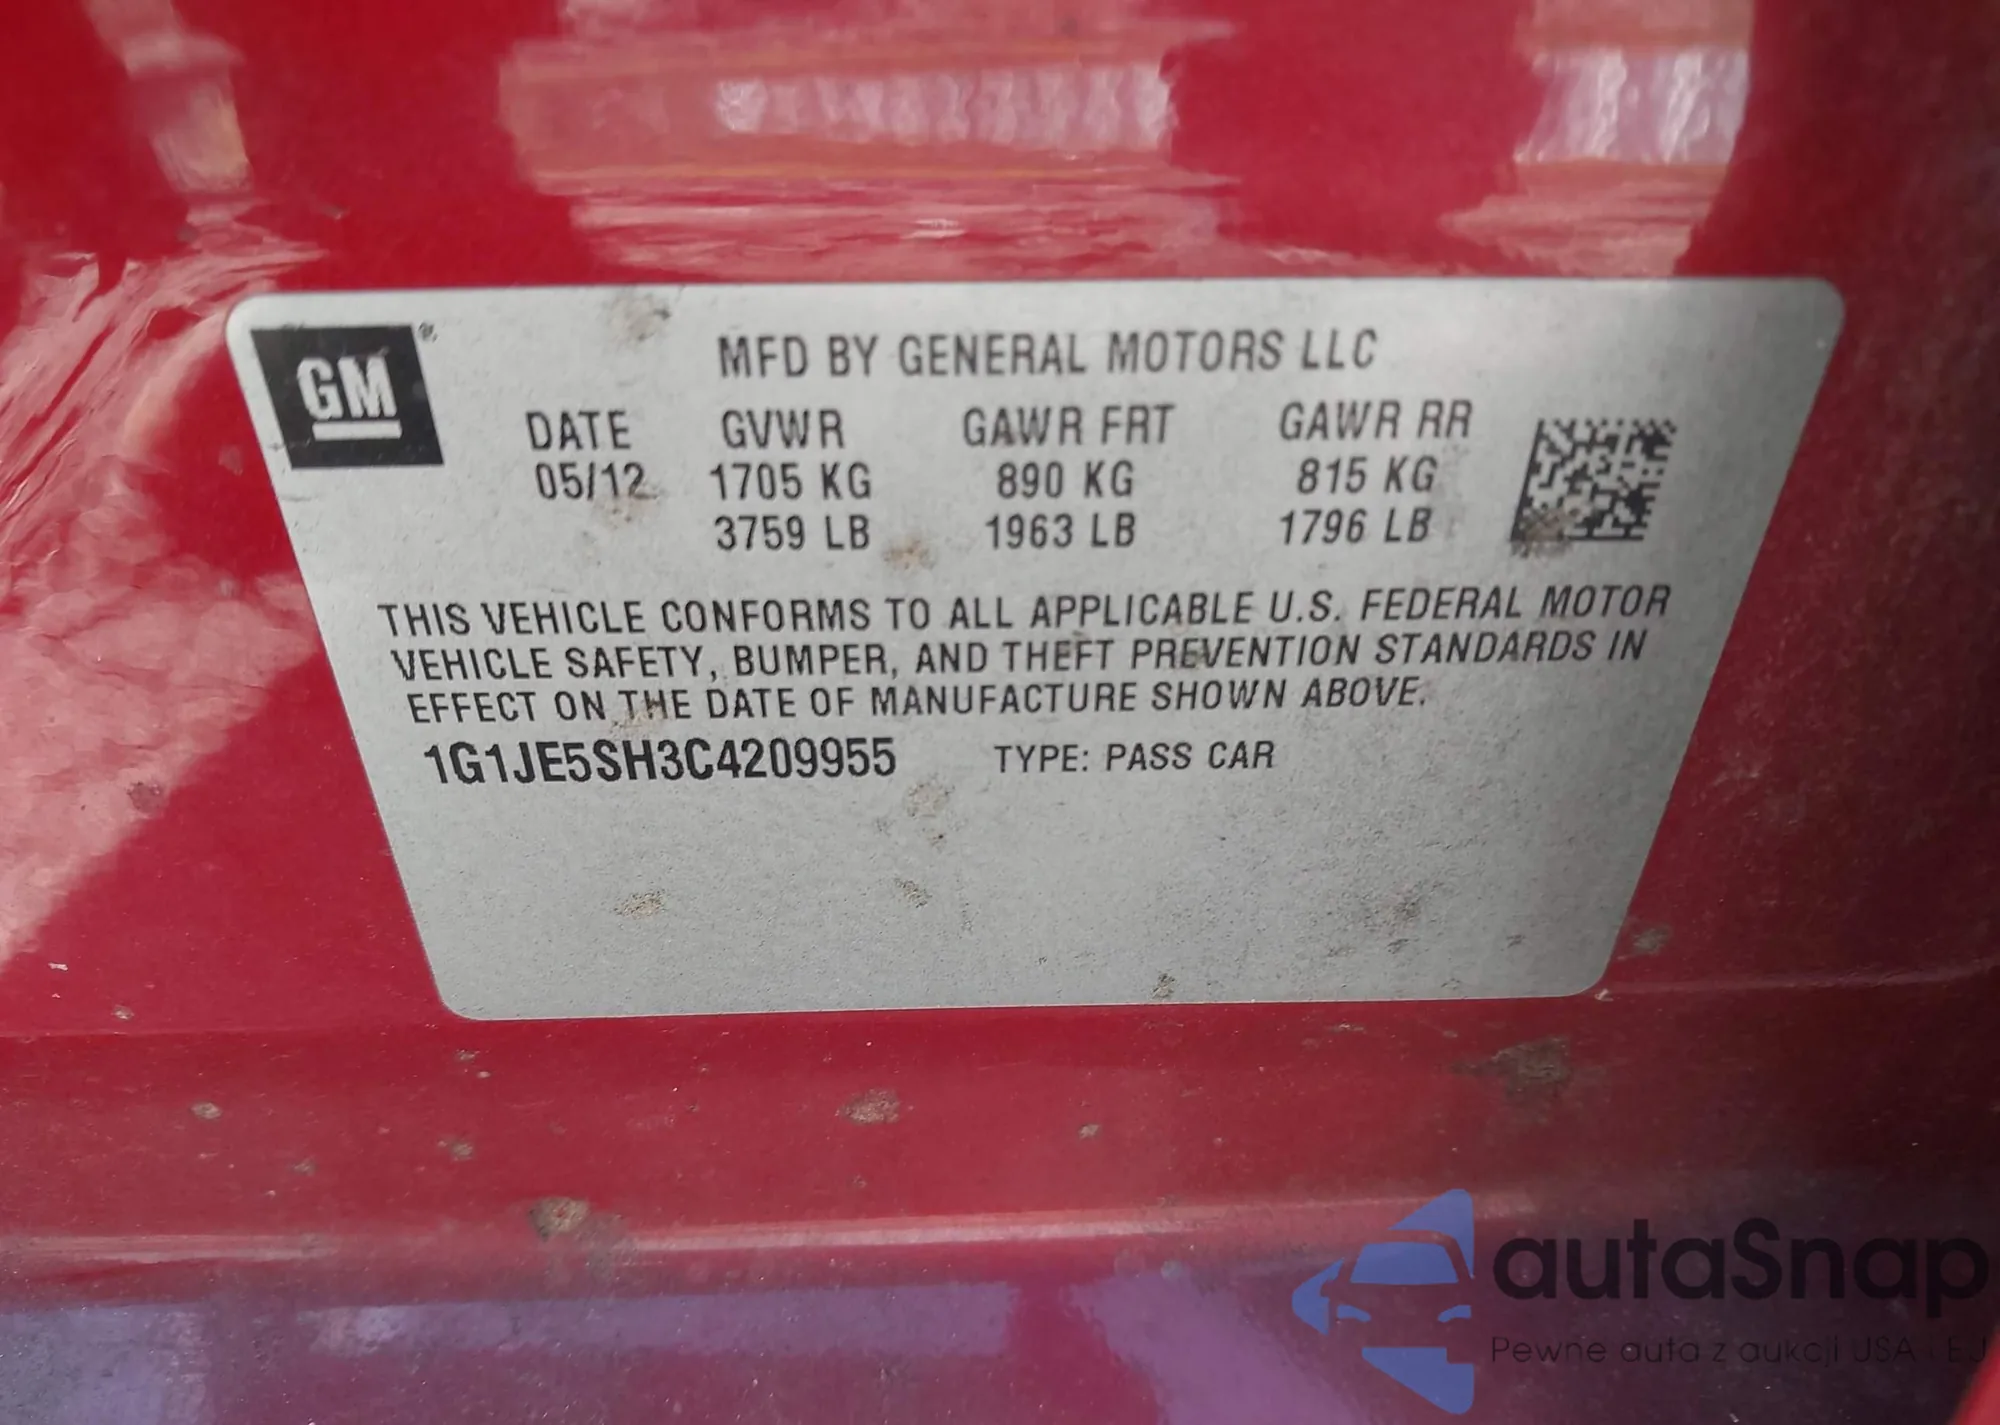 GM®
MFD BY GENERAL MOTORS LLC
DATE GVWR GAWR FRT GAWR RR
05/12 1705 KG 890 KG 815 KG
3759 LB 1963 LB 1796 LB
THIS VEHICLE CONFORMS TO ALL APPLICABLE U.S. FEDERAL MOTOR
VEHICLE SAFETY, BUMPER, AND THEFT PREVENTION STANDARDS IN
EFFECT ON THE DATE OF MANUFACTURE SHOWN ABOVE.
1G1JE5SH3C4209955 TYPE: PASS CAR
autaSnap
Pewne auta z aukcji USA